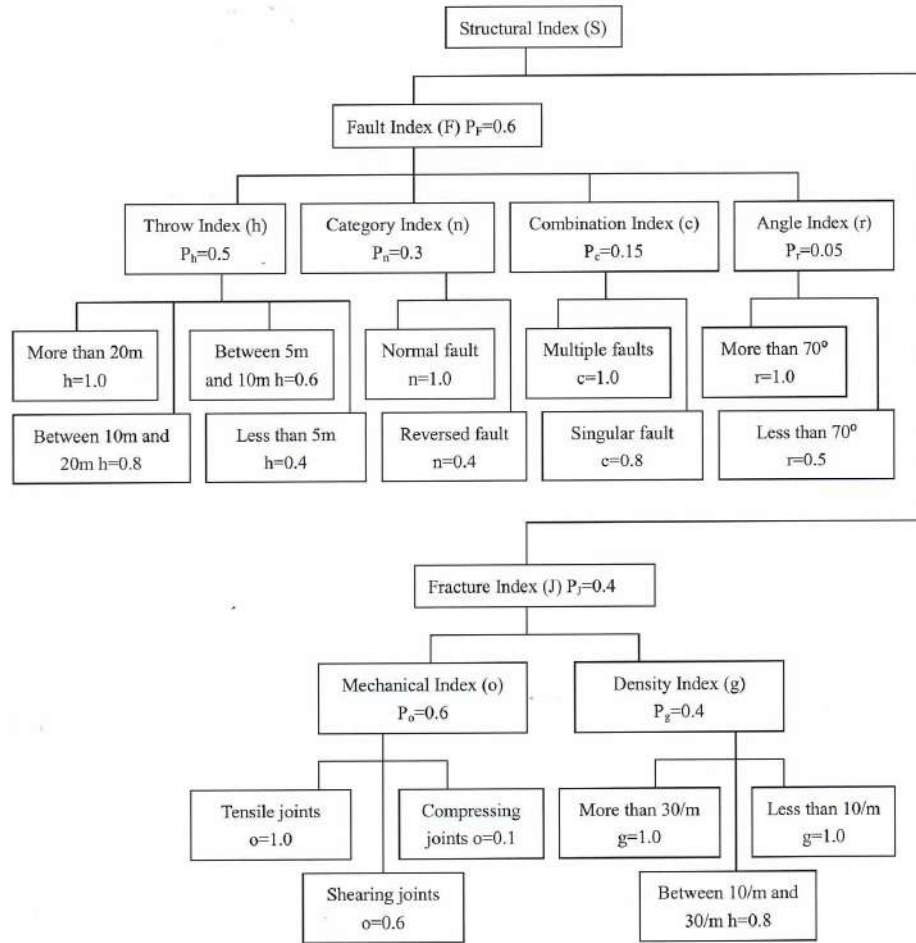 Structural Index (S)
Fault Index (F) P_F=0.6
Throw Index (h)
P_h=0.5
Category Index (n)
P_n=0.3
Combination Index (c)
P_c=0.15
Angle Index (r)
P_r=0.05
More than 20m
h=1.0
Between 5m
and 10m h=0.6
Normal fault
n=1.0
Multiple faults
c=1.0
More than 70°
r=1.0
Between 10m and
20m h=0.8
Less than 5m
h=0.4
Reversed fault
n=0.4
Singular fault
c=0.8
Less than 70°
r=0.5
Fracture Index (J) P_J=0.4
Mechanical Index (o)
P_o=0.6
Density Index (g)
P_g=0.4
Tensile joints
o=1.0
Compressing
joints o=0.1
More than 30/m
g=1.0
Less than 10/m
g=1.0
Shearing joints
o=0.6
Between 10/m and
30/m h=0.8